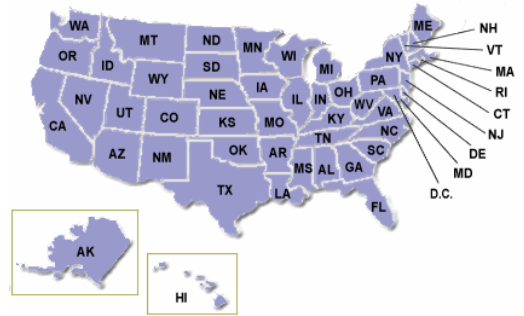 WA
ME
NH
MT
ND
MN
VT
OR
ID
WI
NY
SD
MI
MA
WY
RI
IA
PA
NE
OH
NV
IL
IN
CT
UT
WV
CO
VA
KS
MO
KY
NJ
CA
NC
TN
DE
OK
AR
AZ
NM
SC
MD
MS
AL
GA
TX
D.C.
LA
FL
AK
HI